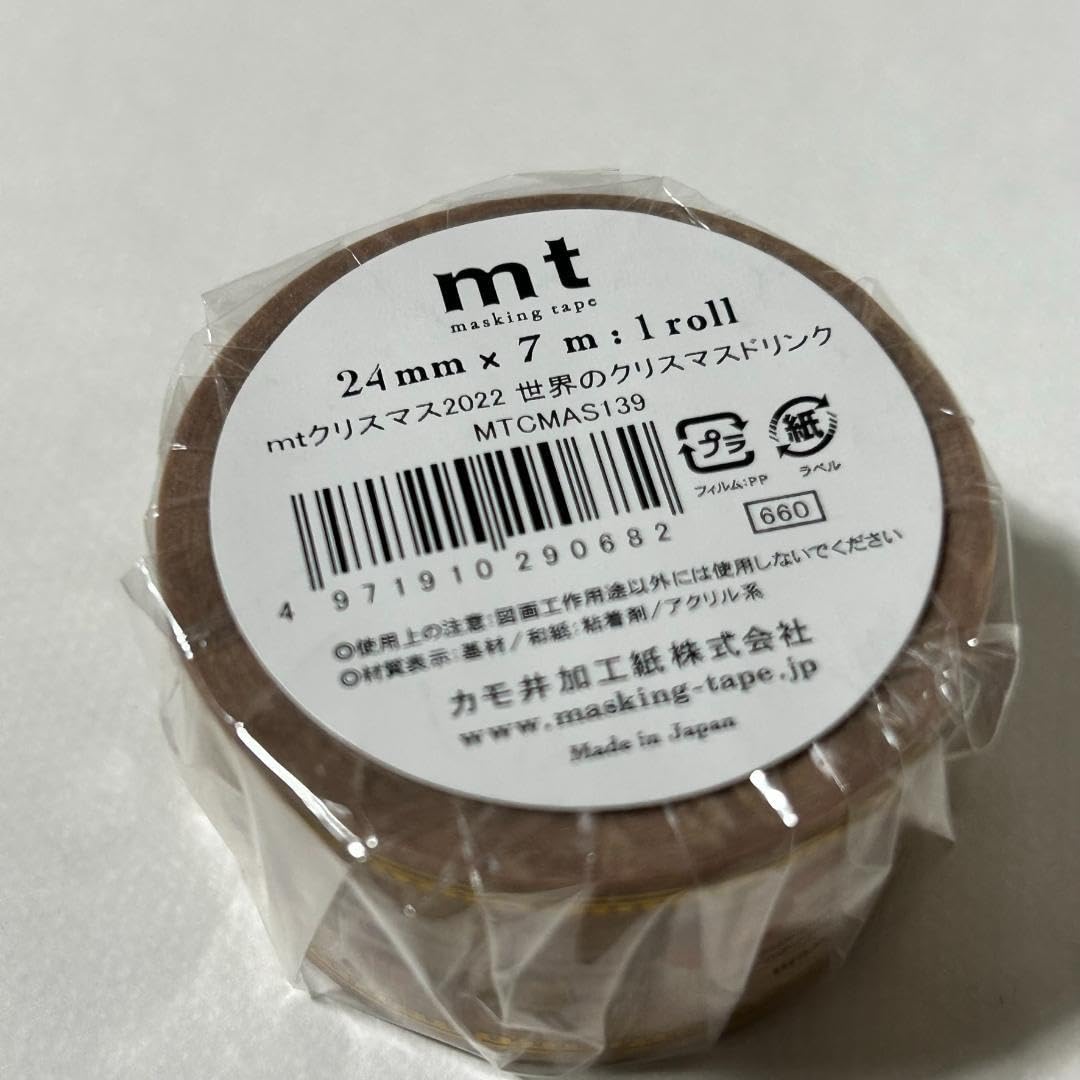 mt
masking tape
24mm × 7 m : 1 roll
mtクリスマス2022 世界のクリスマスドリンク
MTCMAS139
プラ
フィルム:PP
紙
ラベル
4 971910 290682
660
◎使用上の注意:図画工作用途以外には使用しないでください
◎材質表示:基材/和紙:粘着剤/アクリル系
カモ井加工紙株式会社
www.masking-tape.jp
Made in Japan